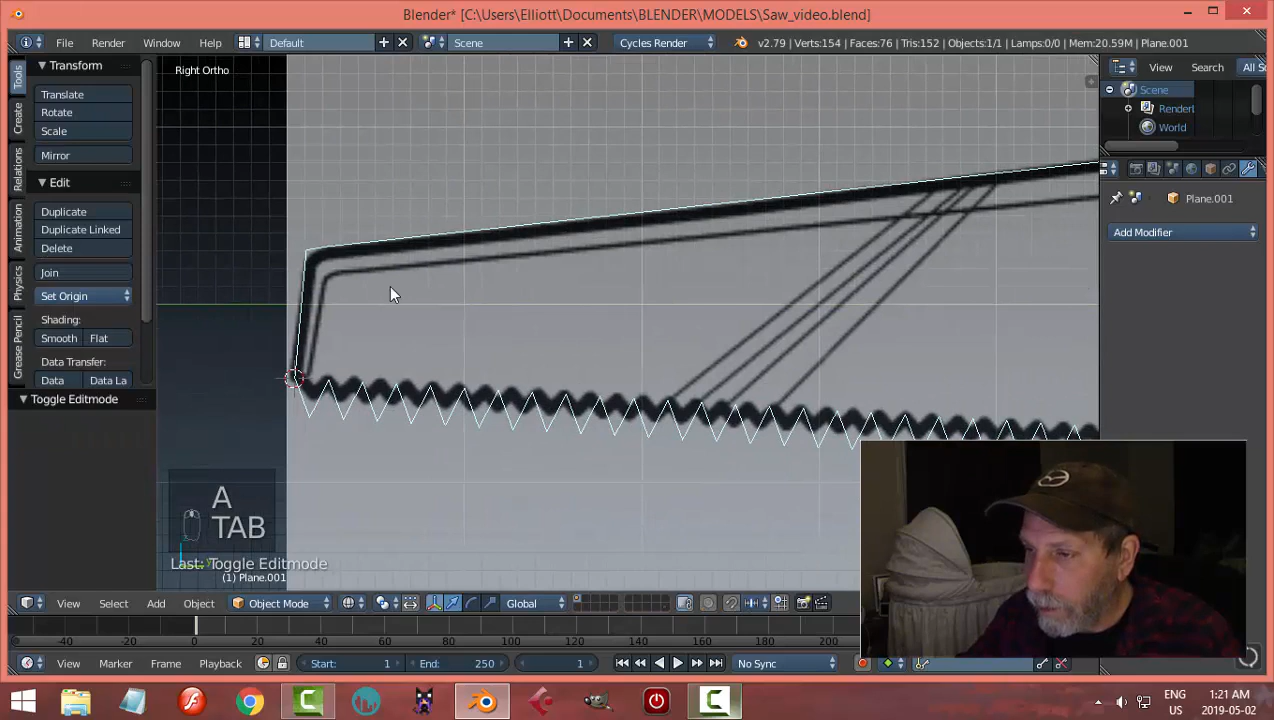 Blender* [C:\Users\Elliott\Documents\BLENDER\MODELS\Saw_video.blend]
File Render Window Help Default Scene Cycles Render v2.79 | Verts:154 | Faces:76 | Tris:152 | Objects:1/1 | Lamps:0/0 | Mem:20.59M | Plane.001
View Search All S
Tools
Create
Relations
Animation
Physics
Grease Pencil
Transform
Translate
Rotate
Scale
Mirror
Edit
Duplicate
Duplicate Linked
Delete
Join
Set Origin
Shading:
Smooth Flat
Data Transfer:
Data Data La
Toggle Editmode
Right Ortho
A
TAB
Last: Toggle Editmode
(1) Plane.001
Scene
Render
World
Plane.001
Add Modifier
View Select Add Object Object Mode Global
-40 -20 0 20 40 60 80 100 120 140 160 180 200
View Marker Frame Playback Start: 1 End: 250 1 No Sync
ENG
US
1:21 AM
2019-05-02